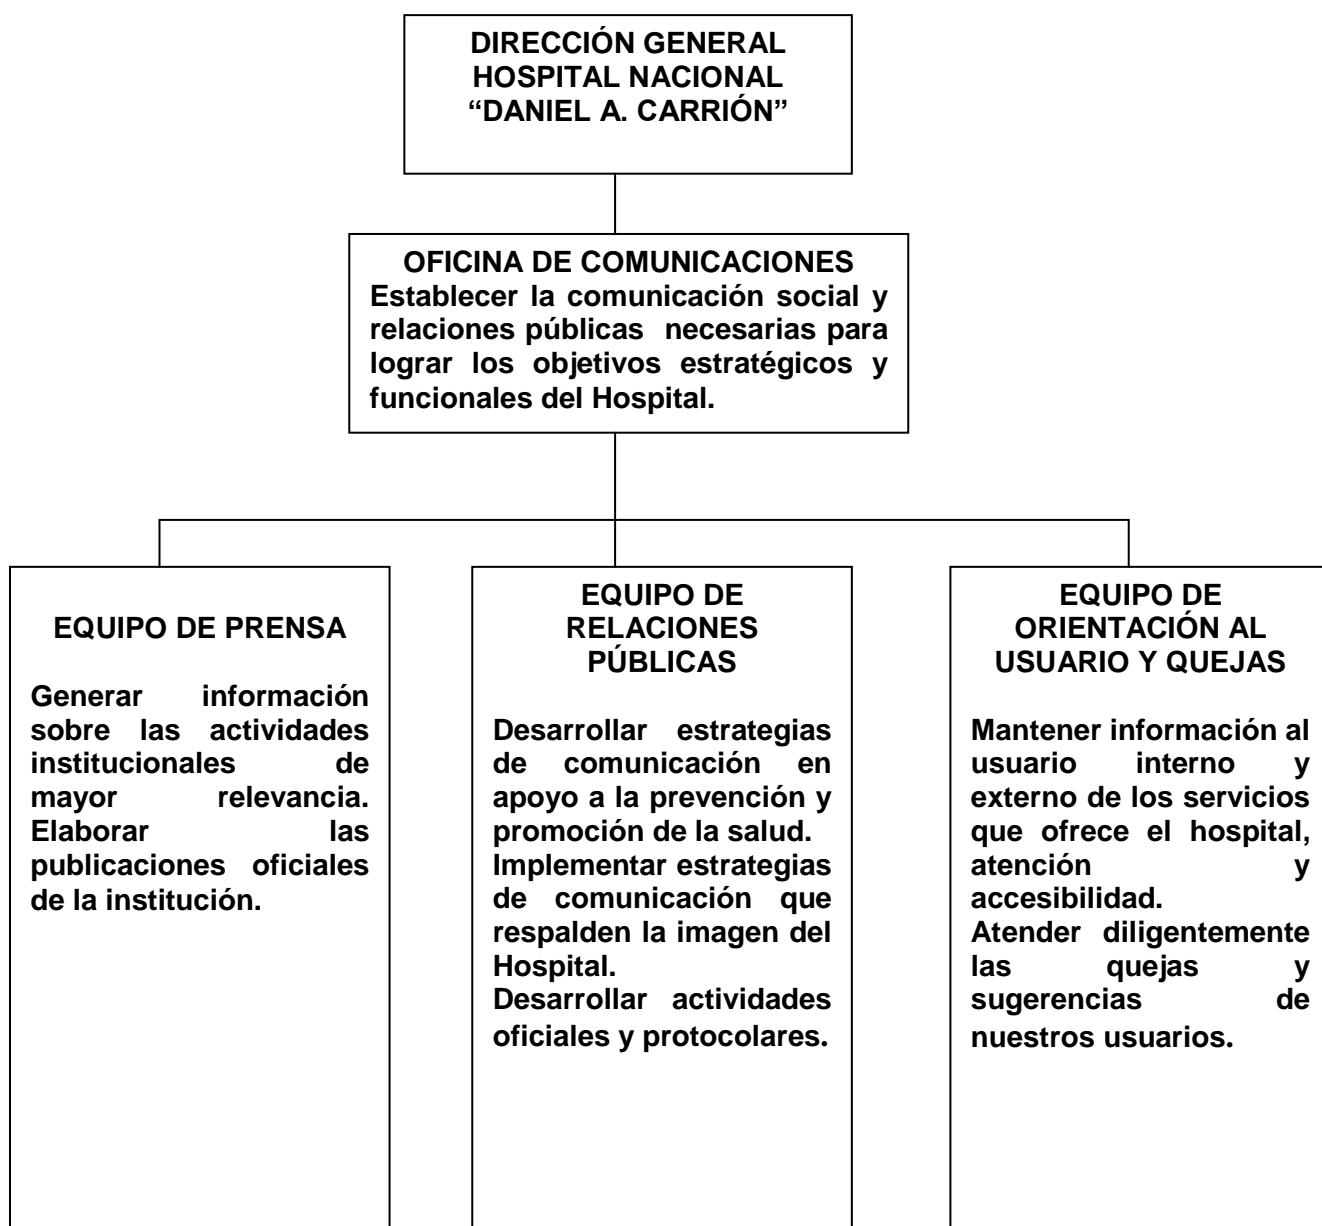 DIRECCIÓN GENERAL
HOSPITAL NACIONAL
“DANIEL A. CARRIÓN”
OFICINA DE COMUNICACIONES
Establecer la comunicación social y
relaciones públicas necesarias para
lograr los objetivos estratégicos y
funcionales del Hospital.
EQUIPO DE PRENSA
Generar información
sobre las actividades
institucionales de
mayor relevancia.
Elaborar las
publicaciones oficiales
de la institución.
EQUIPO DE
RELACIONES
PÚBLICAS
Desarrollar estrategias
de comunicación en
apoyo a la prevención y
promoción de la salud.
Implementar estrategias
de comunicación que
respalden la imagen del
Hospital.
Desarrollar actividades
oficiales y protocolares.
EQUIPO DE
ORIENTACIÓN AL
USUARIO Y QUEJAS
Mantener información al
usuario interno y
externo de los servicios
que ofrece el hospital,
atención y
accesibilidad.
Atender diligentemente
las quejas y
sugerencias de
nuestros usuarios.